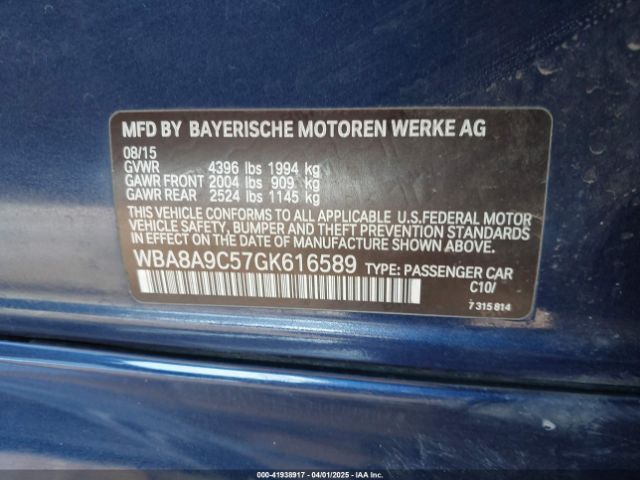 MFD BY BAYERISCHE MOTOREN WERKE AG
08/15
GVWR 4396 lbs 1994 kg
GAWR FRONT 2004 lbs 909 kg
GAWR REAR 2524 lbs 1145 kg
THIS VEHICLE CONFORMS TO ALL APPLICABLE U.S.FEDERAL MOTOR
VEHICLE SAFETY, BUMPER, AND THEFT PREVENTION STANDARDS
IN EFFECT ON THE DATE OF MANUFACTURE SHOWN ABOVE.
WBA8A9C57GK616589 TYPE: PASSENGER CAR
C10/
7 315 814
000-41938917 04/01/2025 IAA Inc.